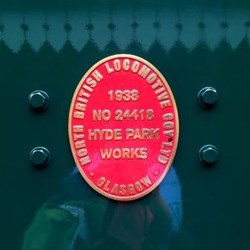 NORTH BRITISH LOCOMOTIVE COY LTD
1938
NO 24418
HYDE PARK
WORKS
· GLASGOW ·